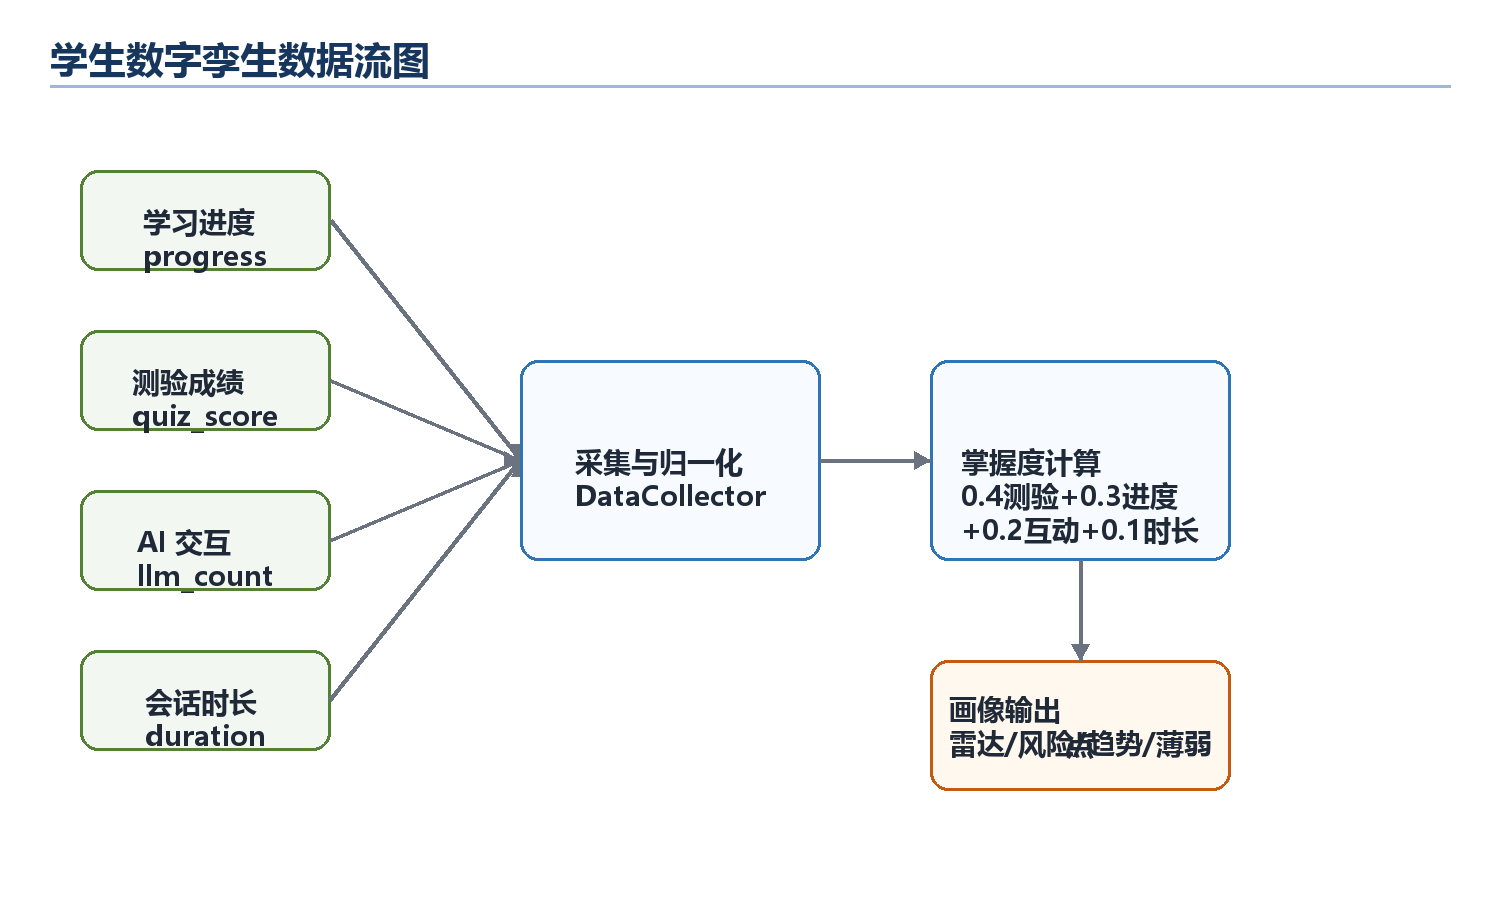 学生数字孪生数据流图
学习进度
progress
测验成绩
quiz_score
AI 交互
llm_count
会话时长
duration
采集与归一化
DataCollector
掌握度计算
0.4测验+0.3进度
+0.2互动+0.1时长
画像输出
雷达/风险/趋势/薄弱
点